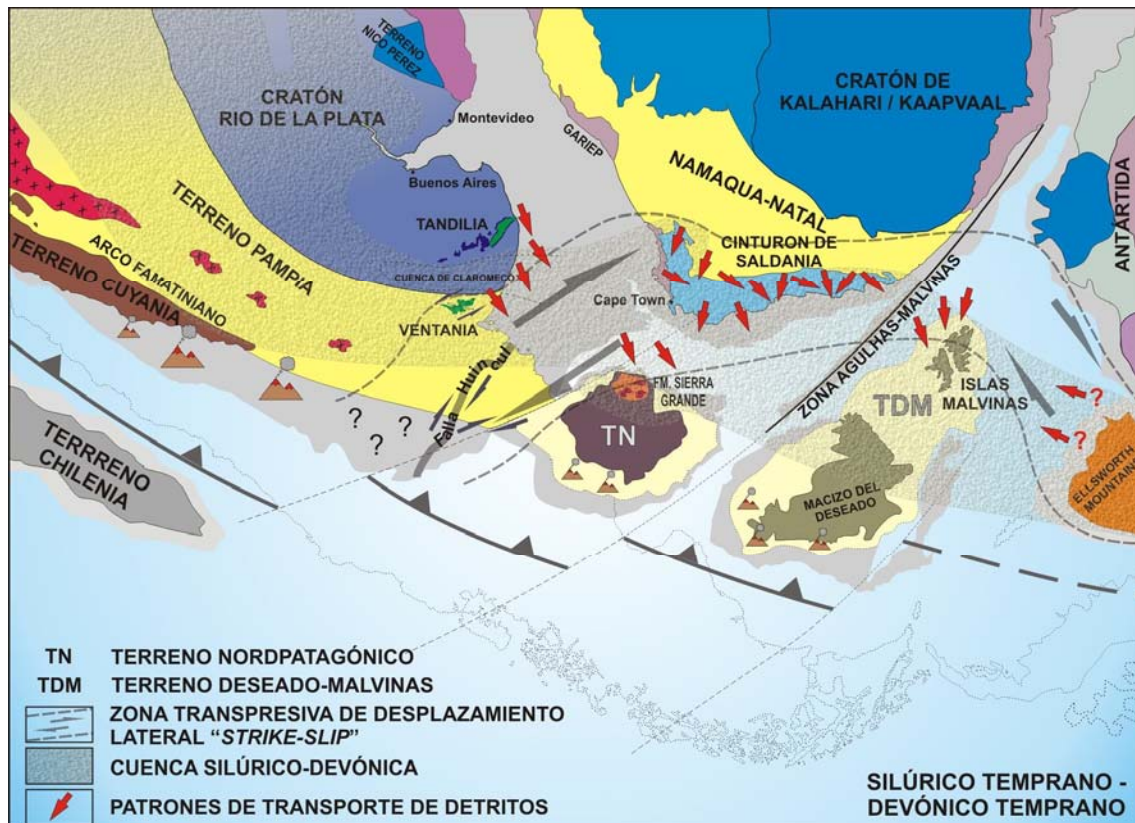 TERRENO
NICO PEREZ
CRATÓN
RIO DE LA PLATA
Montevideo
Buenos Aires
TANDILIA
CUENCA DE CLAROMECÓ
VENTANIA
TERRENO PAMPIA
ARCO FAMATINIANO
TERRENO CUYANIA
TERRRENO
CHILENIA
? ? ?
Falla Huincul
GARIEP
NAMAQUA-NATAL
CINTURON DE
SALDANIA
Cape Town
CRATÓN DE
KALAHARI / KAAPVAAL
ANTÁRTIDA
ZONA AGULHAS-MALVINAS
FM. SIERRA
GRANDE
TN
TDM
ISLAS
MALVINAS
MACIZO DEL
DESEADO
?
?
ELLSWORTH
MOUNTAINS
TN TERRENO NORDPATAGÓNICO
TDM TERRENO DESEADO-MALVINAS
ZONA TRANSPRESIVA DE DESPLAZAMIENTO
LATERAL “STRIKE-SLIP”
CUENCA SILÚRICO-DEVÓNICA
PATRONES DE TRANSPORTE DE DETRITOS
SILÚRICO TEMPRANO -
DEVÓNICO TEMPRANO